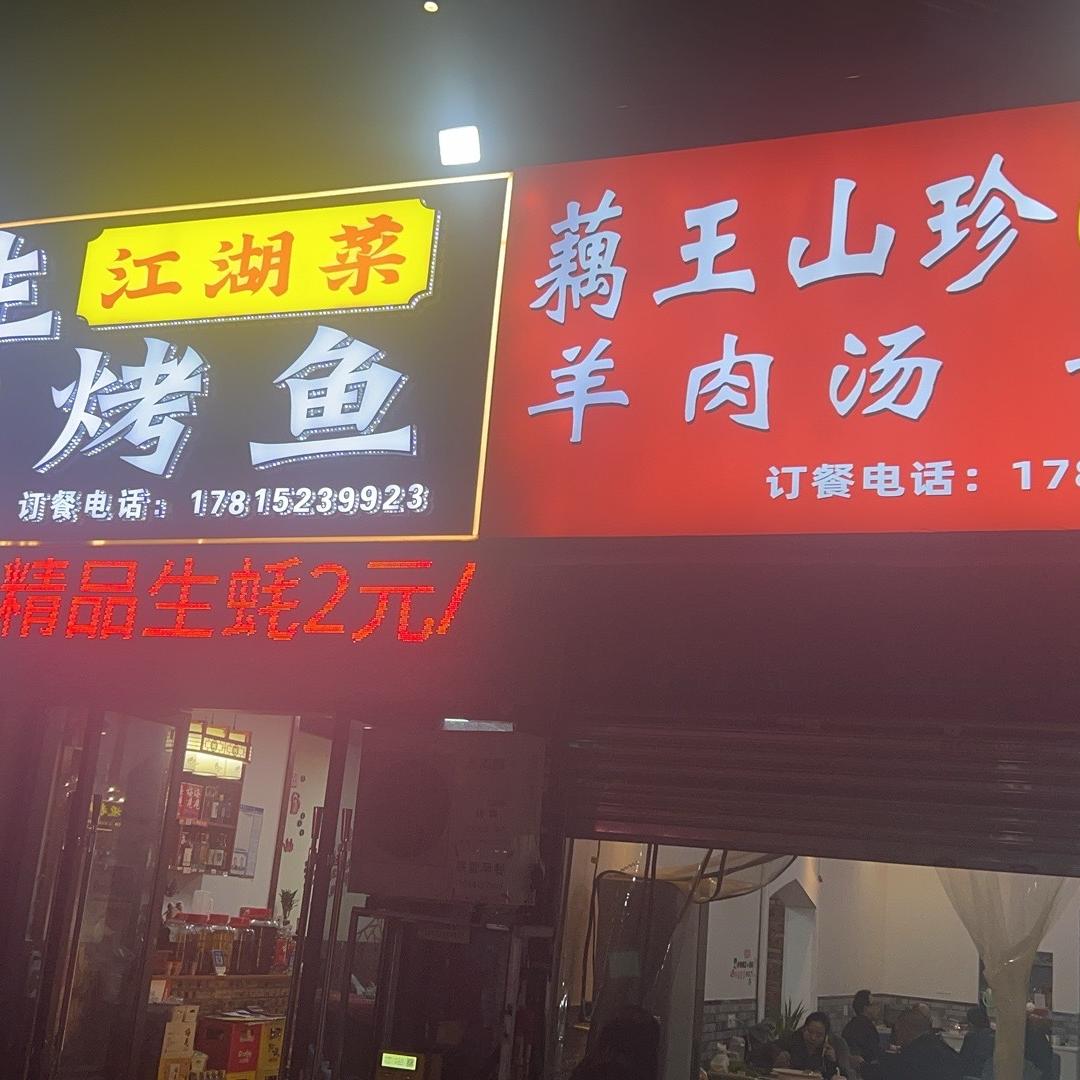 江湖菜
烤鱼
订餐电话：17815239923
精品生蚝2元/
藕王山珍
羊肉汤
订餐电话：178